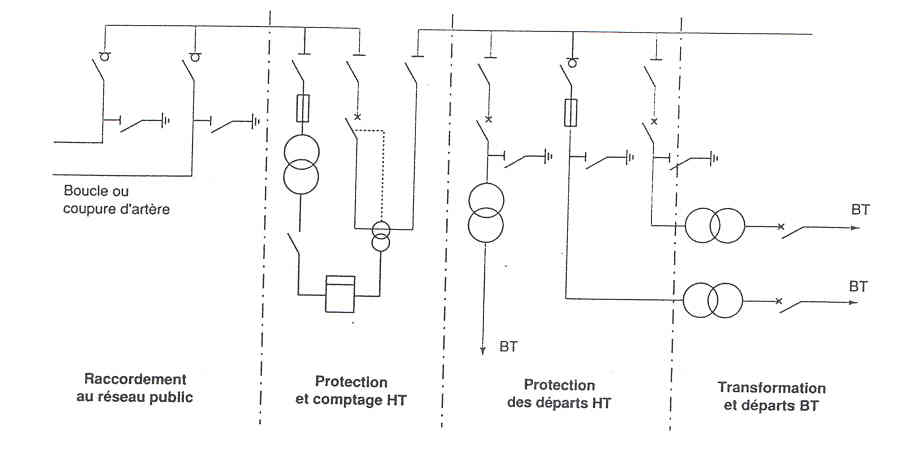 Boucle ou
coupure d'artère
BT
BT
BT
Raccordement
au réseau public
Protection
et comptage HT
Protection
des départs HT
Transformation
et départs BT